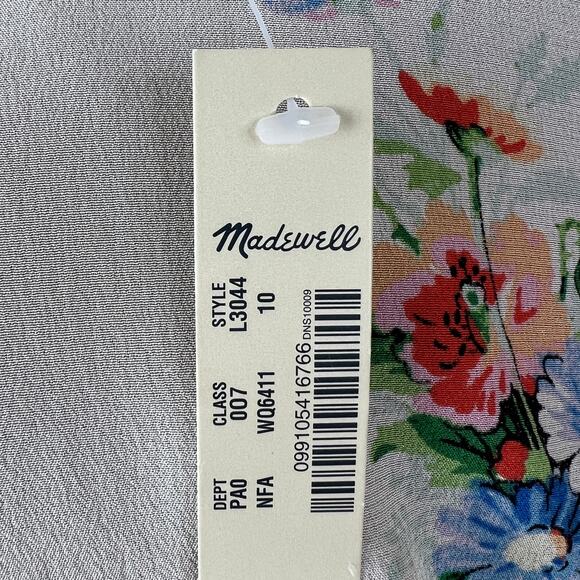 Madewell
DEPT CLASS STYLE
PA0 007 L3044
NFA WQ6411 10
099105416766 DNS10009